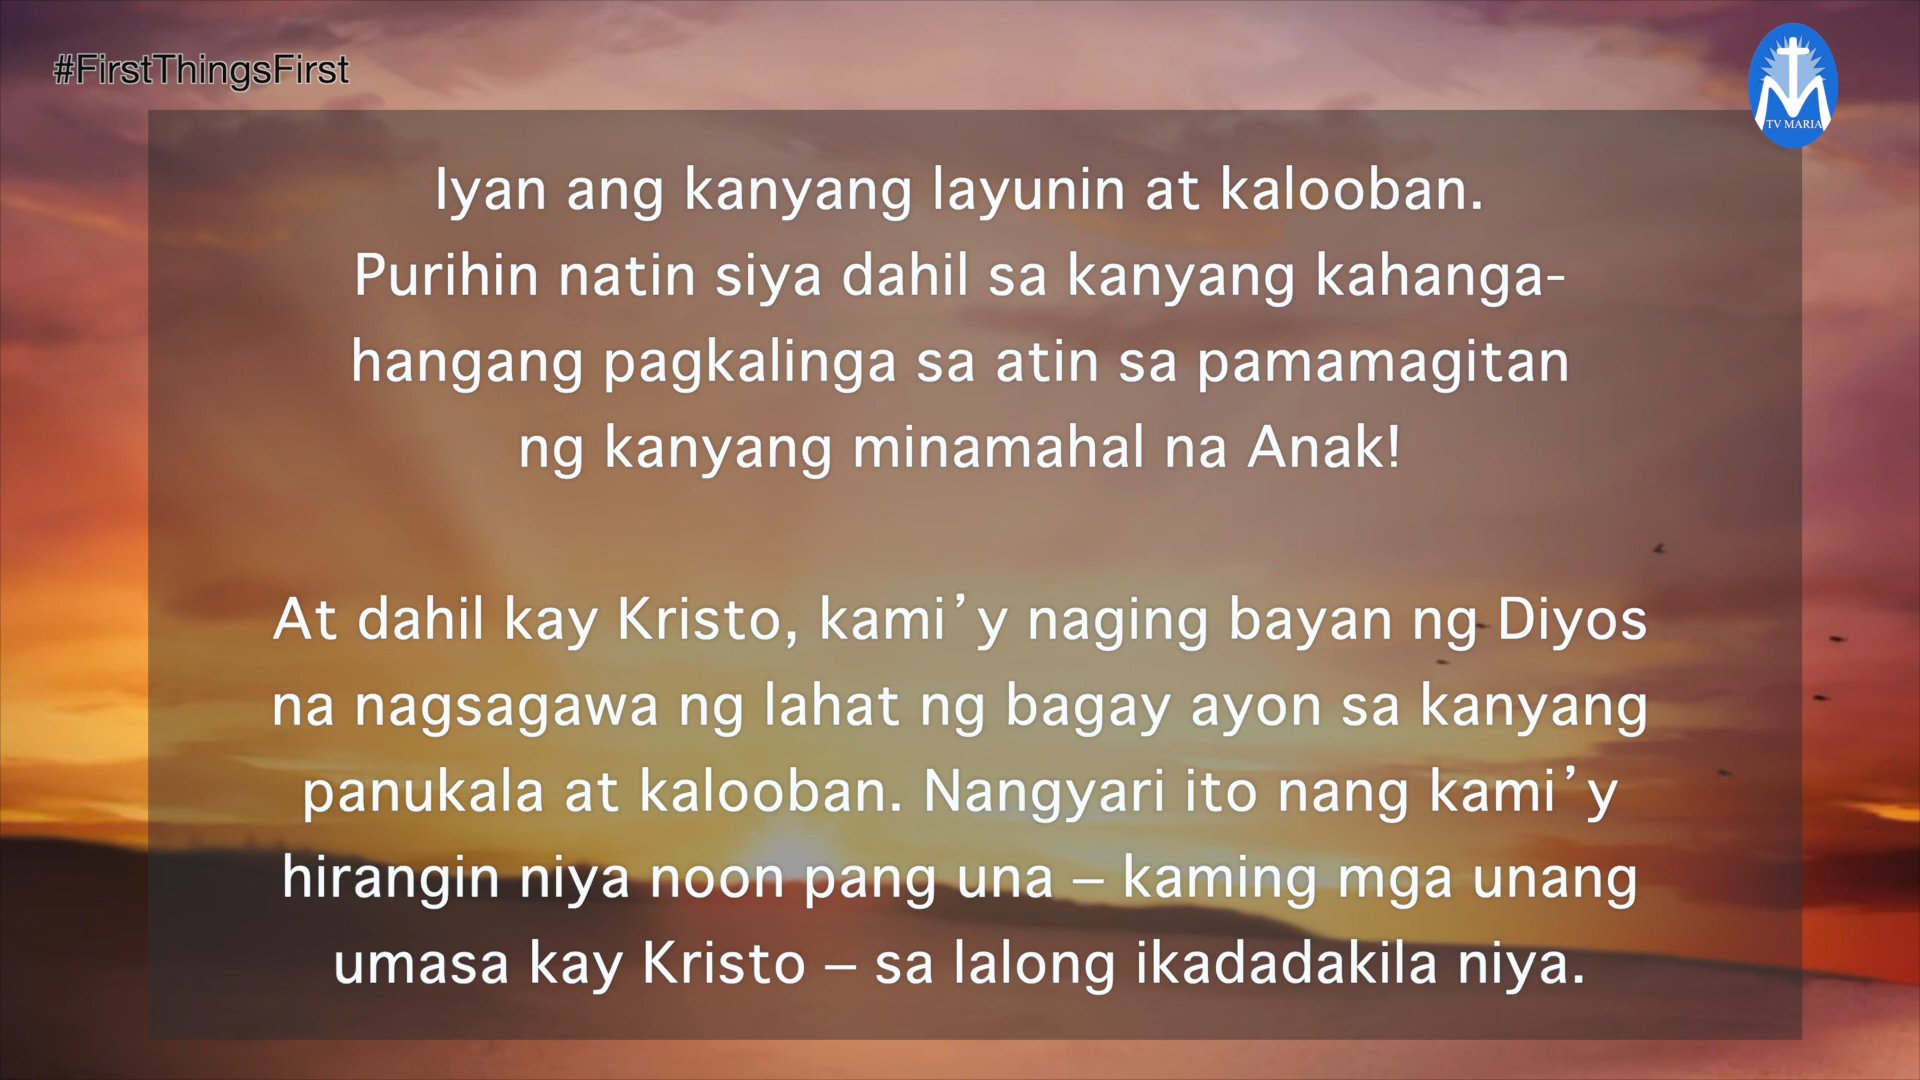 #FirstThingsFirst
TV MARIA
Iyan ang kanyang layunin at kalooban.
Purihin natin siya dahil sa kanyang kahanga-
hangang pagkalinga sa atin sa pamamagitan
ng kanyang minamahal na Anak!
At dahil kay Kristo, kami’y naging bayan ng Diyos
na nagsagawa ng lahat ng bagay ayon sa kanyang
panukala at kalooban. Nangyari ito nang kami’y
hirangin niya noon pang una – kaming mga unang
umasa kay Kristo – sa lalong ikadadakila niya.